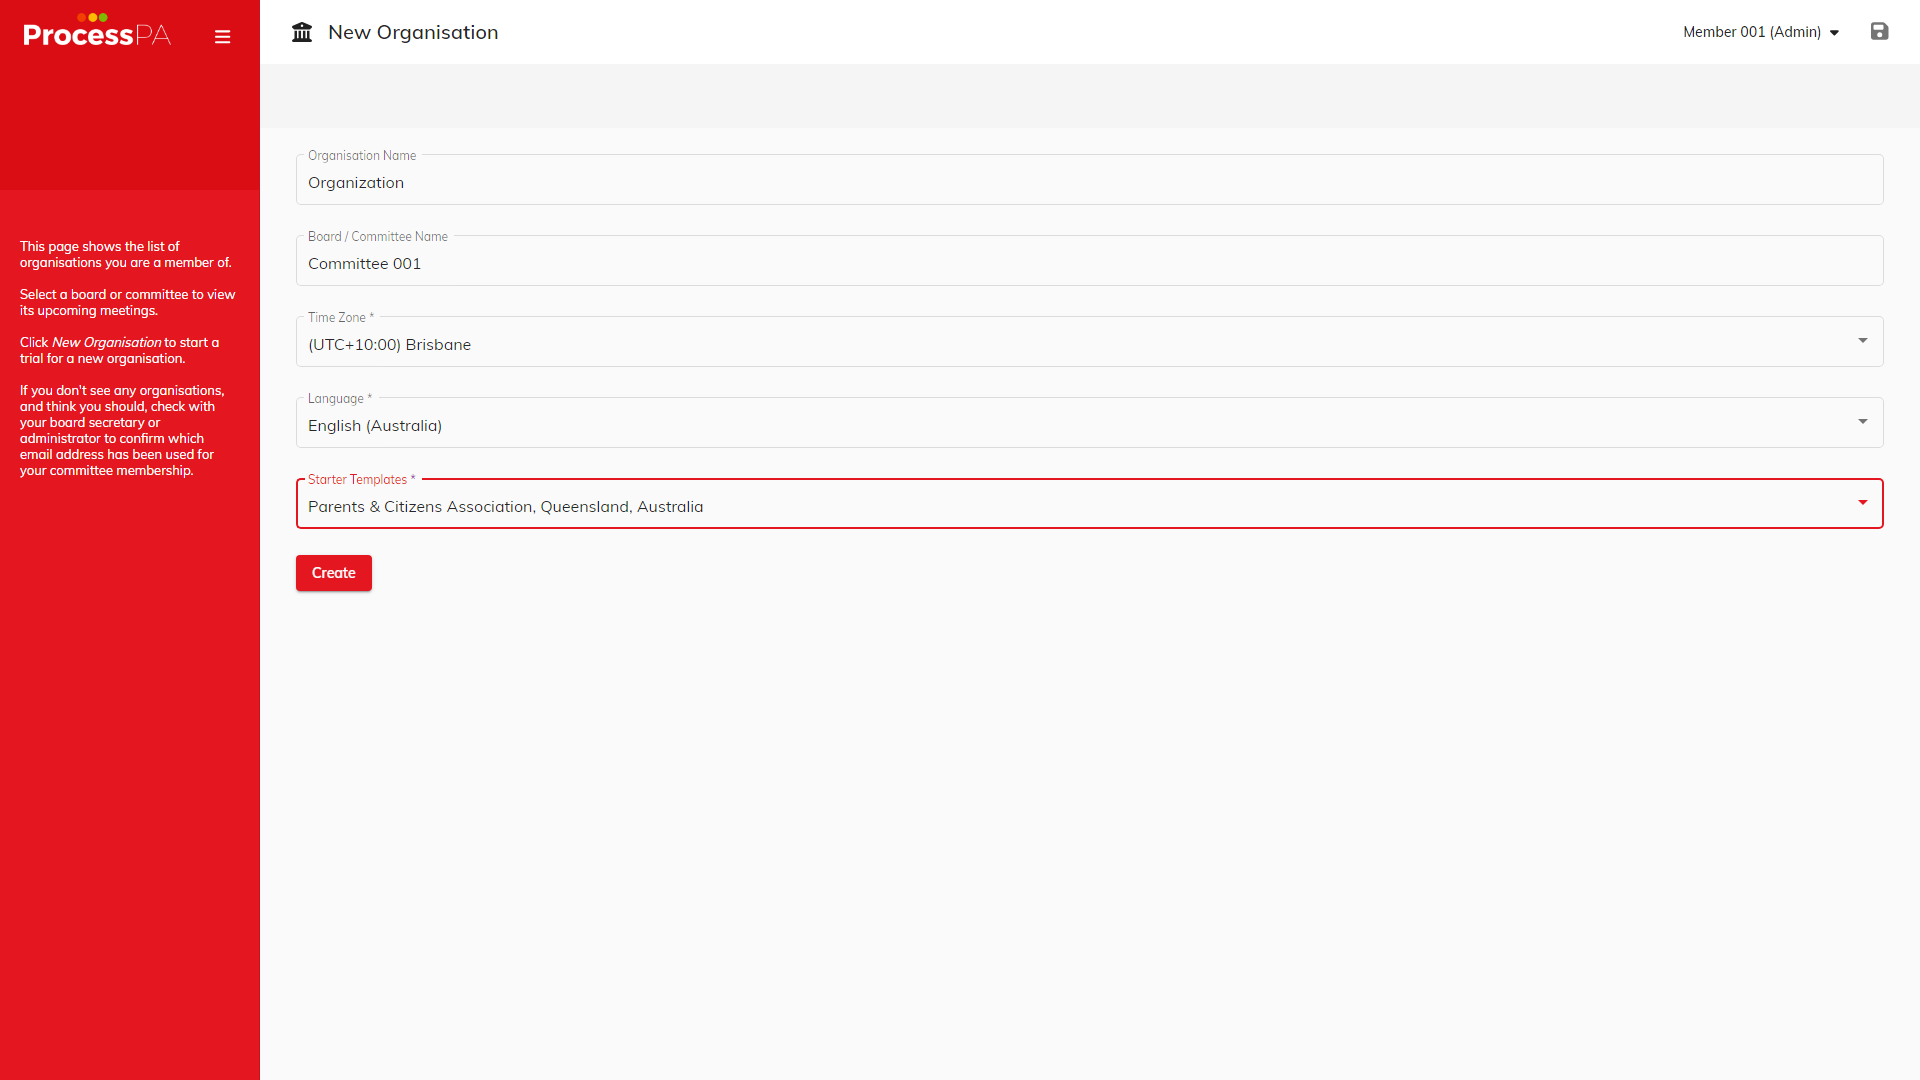 ProcessPA
New Organisation
Member 001 (Admin)
This page shows the list of
organisations you are a member of.
Select a board or committee to view
its upcoming meetings.
Click New Organisation to start a
trial for a new organisation.
If you don't see any organisations,
and think you should, check with
your board secretary or
administrator to confirm which
email address has been used for
your committee membership.
Organisation Name
Organization
Board / Committee Name
Committee 001
Time Zone *
(UTC+10:00) Brisbane
Language *
English (Australia)
Starter Templates *
Parents & Citizens Association, Queensland, Australia
Create